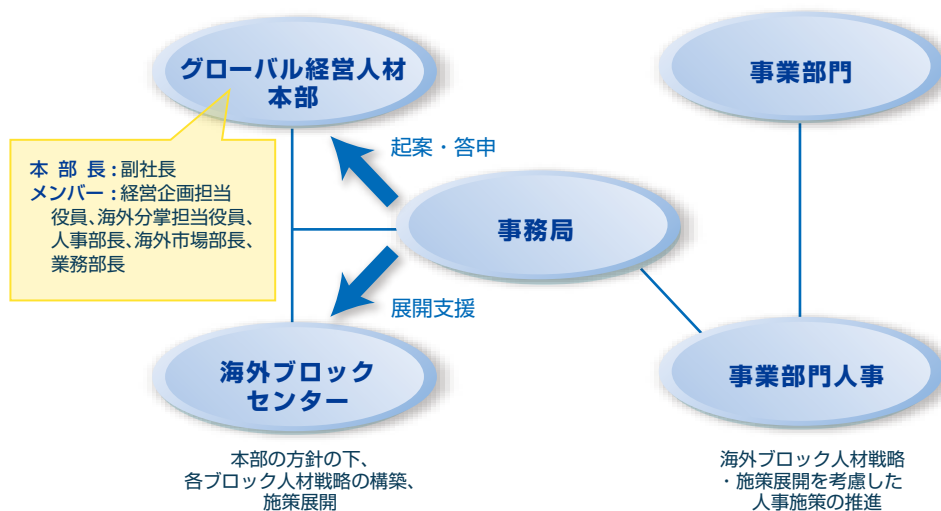 グローバル経営人材
本部
事業部門
本 部 長：副社長
メンバー：経営企画担当
役員、海外分掌担当役員、
人事部長、海外市場部長、
業務部長
起案・答申
事務局
展開支援
海外ブロック
センター
事業部門人事
本部の方針の下、
各ブロック人材戦略の構築、
施策展開
海外ブロック人材戦略
・施策展開を考慮した
人事施策の推進